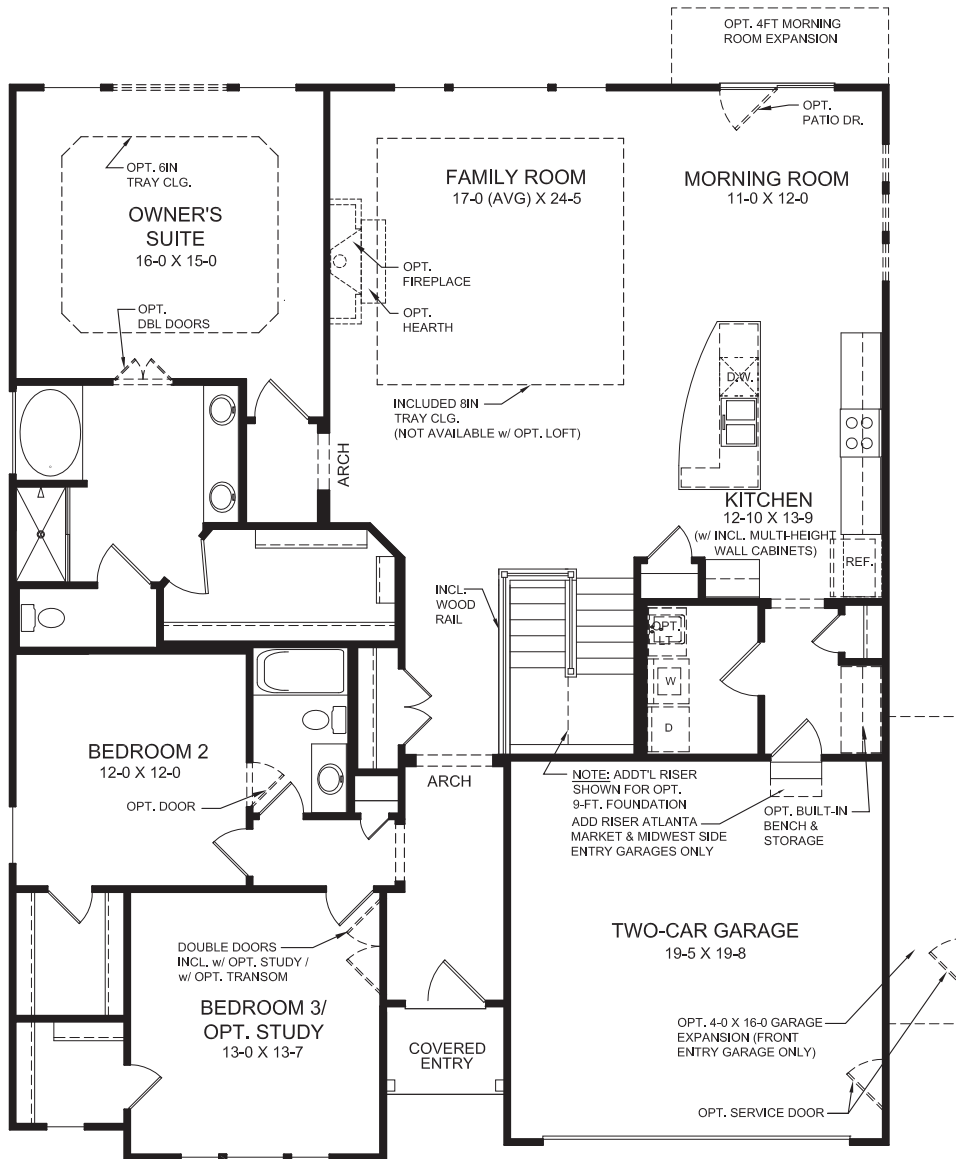 OPT. 4FT MORNING
ROOM EXPANSION
OPT.
PATIO DR.
OPT. 6IN
TRAY CLG.
OWNER'S
SUITE
16-0 X 15-0
FAMILY ROOM
17-0 (AVG) X 24-5
MORNING ROOM
11-0 X 12-0
OPT.
FIREPLACE
OPT.
HEARTH
OPT.
DBL DOORS
D.W.
INCLUDED 8IN
TRAY CLG.
(NOT AVAILABLE w/ OPT. LOFT)
ARCH
KITCHEN
12-10 X 13-9
(w/ INCL. MULTI-HEIGHT
WALL CABINETS)
REF.
INCL.
WOOD
RAIL
OPT.
LT.
W
D
BEDROOM 2
12-0 X 12-0
OPT. DOOR
ARCH
NOTE: ADDT'L RISER
SHOWN FOR OPT.
9-FT. FOUNDATION
ADD RISER ATLANTA
MARKET & MIDWEST SIDE
ENTRY GARAGES ONLY
OPT. BUILT-IN
BENCH &
STORAGE
DOUBLE DOORS
INCL. w/ OPT. STUDY /
w/ OPT. TRANSOM
BEDROOM 3/
OPT. STUDY
13-0 X 13-7
TWO-CAR GARAGE
19-5 X 19-8
COVERED
ENTRY
OPT. 4-0 X 16-0 GARAGE
EXPANSION (FRONT
ENTRY GARAGE ONLY)
OPT. SERVICE DOOR